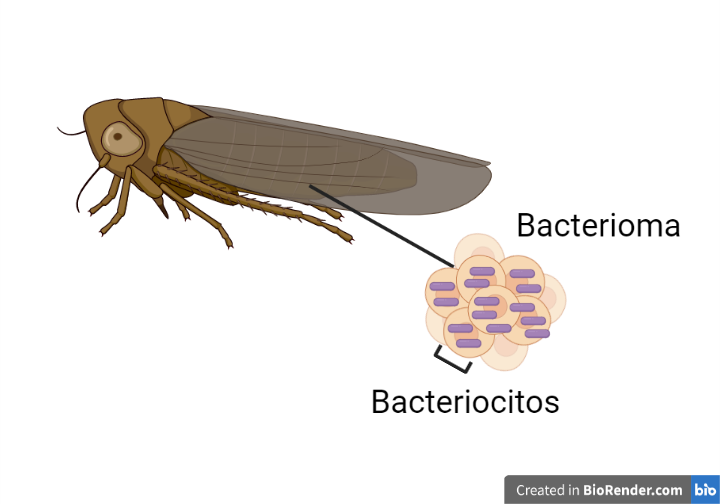 Bacterioma
Bacteriocitos
Created in BioRender.com bio